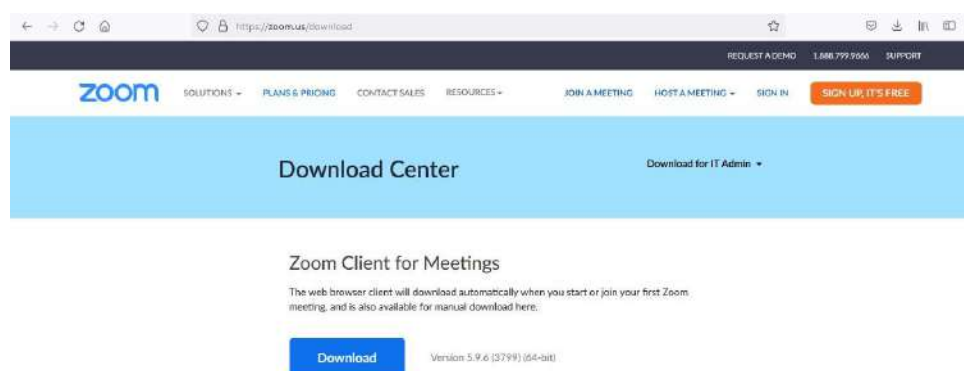 https://zoom.us/download
REQUEST A DEMO 1.888.799.9666 SUPPORT
zoom SOLUTIONS PLANS & PRICING CONTACT SALES RESOURCES JOIN A MEETING HOST A MEETING SIGN IN SIGN UP, IT'S FREE
Download Center Download for IT Admin
Zoom Client for Meetings
The web browser client will download automatically when you start or join your first Zoom
meeting, and is also available for manual download here.
Download Version 5.9.6 (3799) (64-bit)